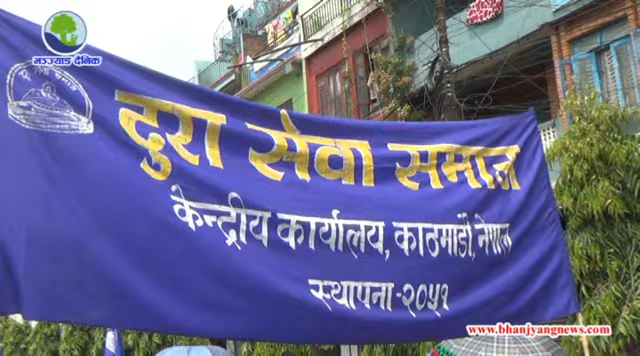 भञ्ज्याङ दैनिक
दुरा सेवा समाज
केन्द्रीय कार्यालय, काठमाडौं, नेपाल
स्थापना-२०५१
www.bhanjyangnews.com